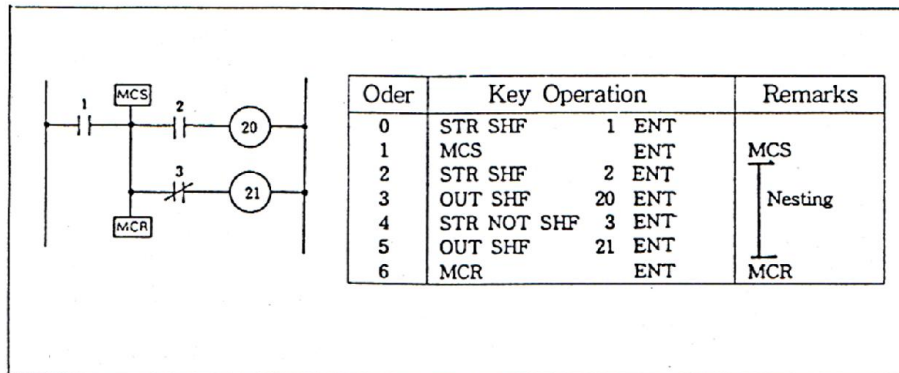 MCS
1
2
20
3
21
MCR
Oder Key Operation Remarks
0 STR SHF 1 ENT
1 MCS ENT MCS
2 STR SHF 2 ENT
3 OUT SHF 20 ENT Nesting
4 STR NOT SHF 3 ENT
5 OUT SHF 21 ENT
6 MCR ENT MCR